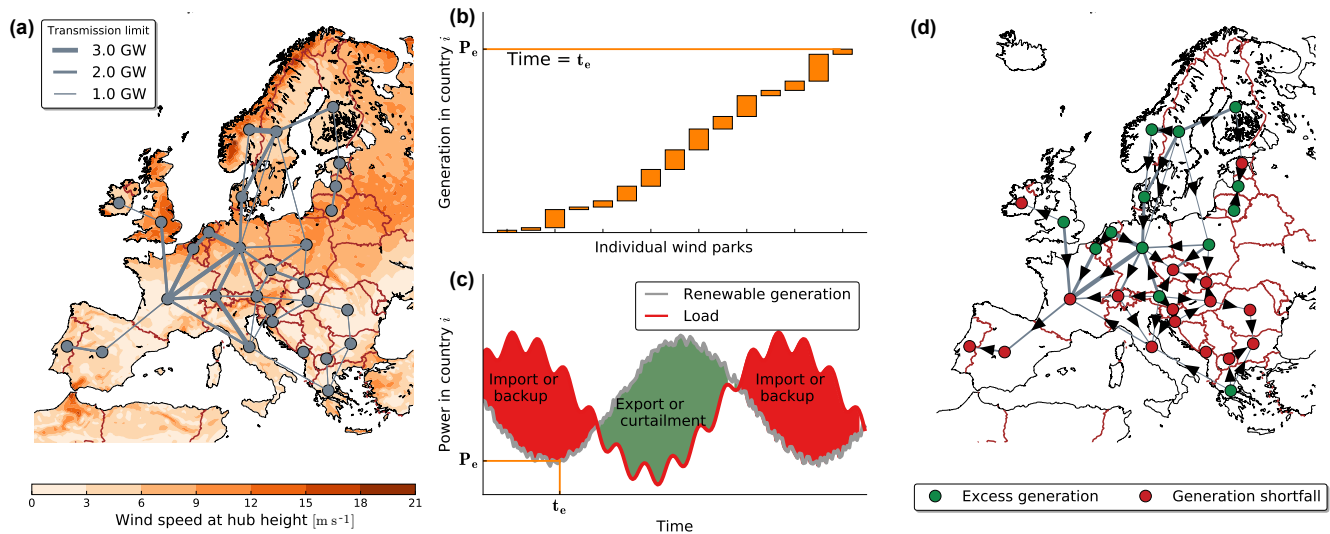 (a)
Transmission limit
3.0 GW
2.0 GW
1.0 GW
0 3 6 9 12 15 18 21
Wind speed at hub height [m s⁻¹]
(b)
Generation in country i
Pₑ
Time = tₑ
Individual wind parks
(c)
Power in country i
Renewable generation
Load
Import or
backup
Export or
curtailment
Import or
backup
Pₑ
tₑ
Time
(d)
Excess generation
Generation shortfall